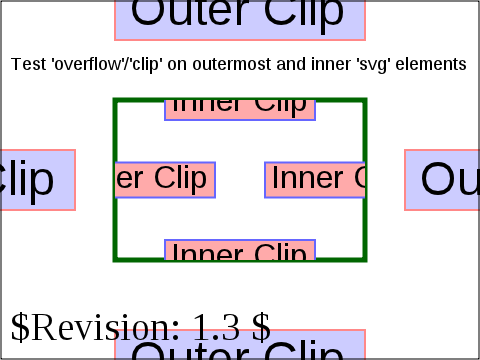 Outer Clip
Test 'overflow'/'clip' on outermost and inner 'svg' elements
Inner Clip
Clip er Clip Inner C Ou
Inner Clip
$Revision: 1.3 $
Outer Clip